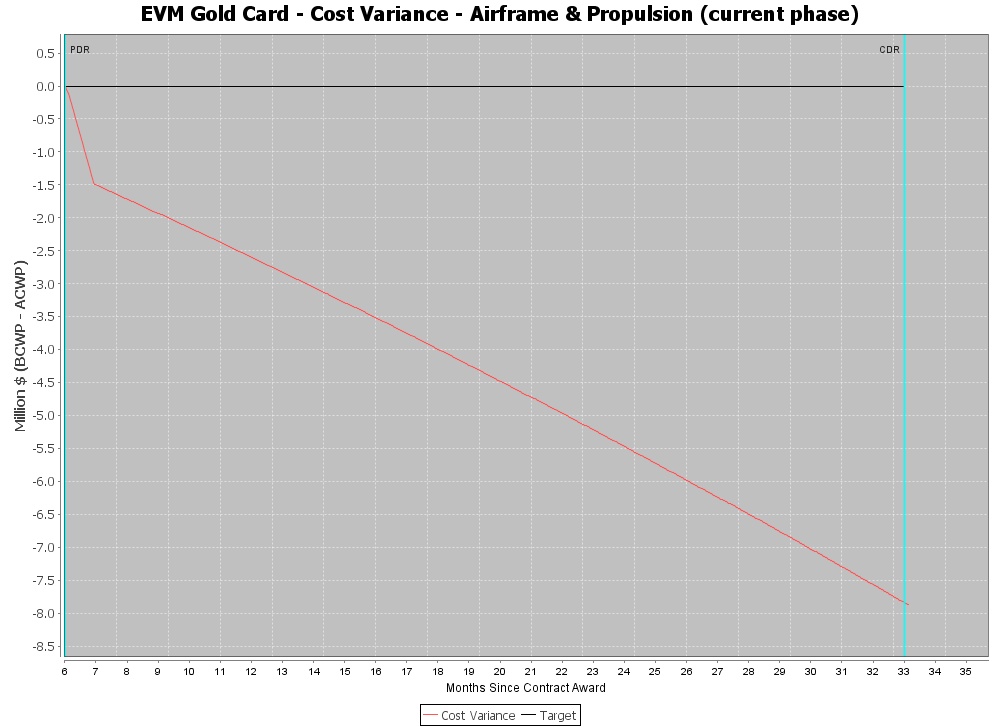 EVM Gold Card - Cost Variance - Airframe & Propulsion (current phase)
PDR
CDR
0.5
0.0
-0.5
-1.0
-1.5
-2.0
-2.5
-3.0
-3.5
-4.0
-4.5
-5.0
-5.5
-6.0
-6.5
-7.0
-7.5
-8.0
-8.5
Million $ (BCWP - ACWP)
6 7 8 9 10 11 12 13 14 15 16 17 18 19 20 21 22 23 24 25 26 27 28 29 30 31 32 33 34 35
Months Since Contract Award
Cost Variance Target